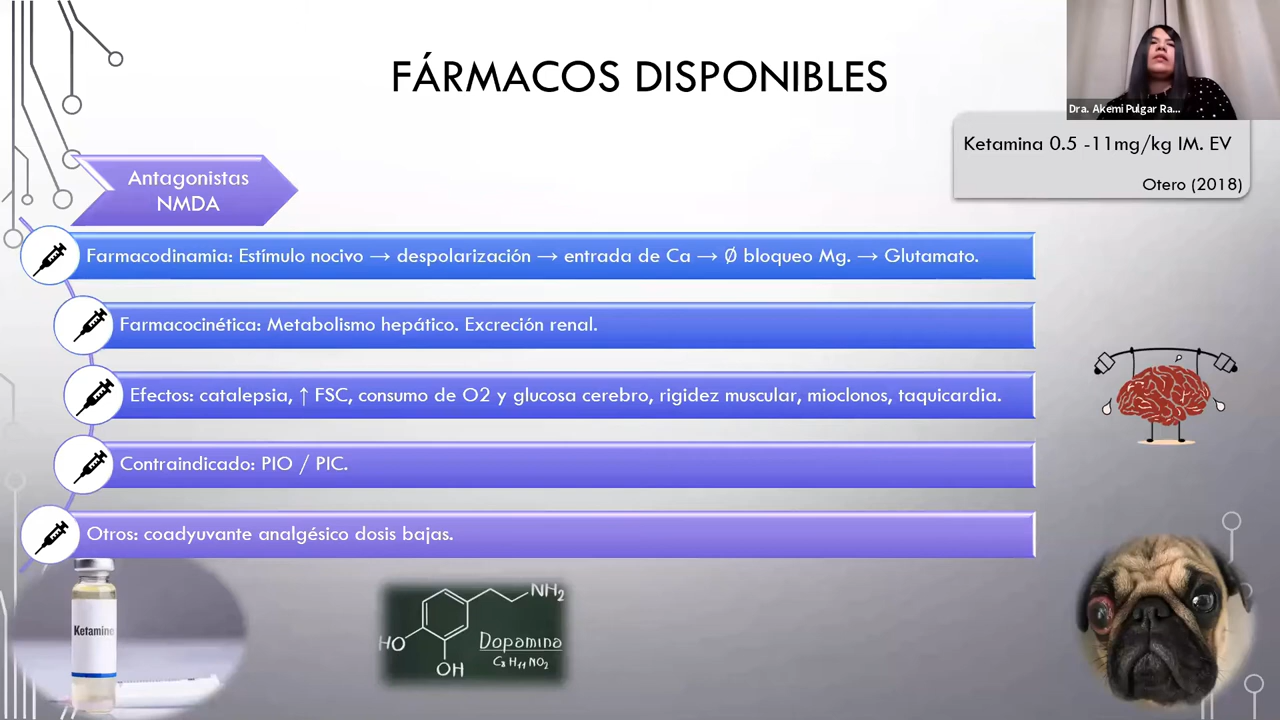 FÁRMACOS DISPONIBLES
Dra. Akemi Pulgar Ra...
Ketamina 0.5 -11mg/kg IM. EV
Otero (2018)
Antagonistas
NMDA
Farmacodinamia: Estímulo nocivo → despolarización → entrada de Ca → Ø bloqueo Mg. → Glutamato.
Farmacocinética: Metabolismo hepático. Excreción renal.
Efectos: catalepsia, ↑ FSC, consumo de O2 y glucosa cerebro, rigidez muscular, mioclonos, taquicardia.
Contraindicado: PIO / PIC.
Otros: coadyuvante analgésico dosis bajas.
Ketamine
NH2
HO
OH
Dopamina
C8 H11 NO2